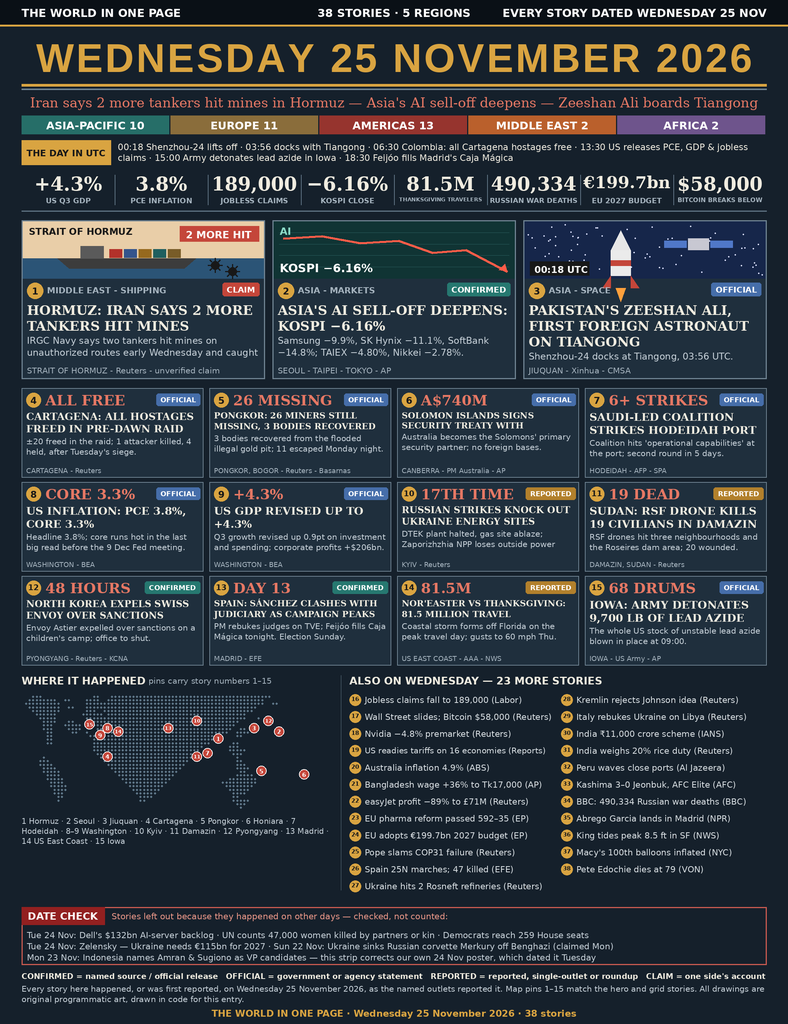 THE WORLD IN ONE PAGE
38 STORIES · 5 REGIONS
EVERY STORY DATED WEDNESDAY 25 NOV
WEDNESDAY 25 NOVEMBER 2026
Iran says 2 more tankers hit mines in Hormuz — Asia's AI sell-off deepens — Zeeshan Ali boards Tiangong
ASIA-PACIFIC 10
EUROPE 11
AMERICAS 13
MIDDLE EAST 2
AFRICA 2
THE DAY IN UTC
00:18 Shenzhou-24 lifts off · 03:56 docks with Tiangong · 06:30 Colombia: all Cartagena hostages free · 13:30 US releases PCE, GDP & jobless
claims · 15:00 Army detonates lead azide in Iowa · 18:30 Feijóo fills Madrid's Caja Mágica
+4.3%
US Q3 GDP
3.8%
PCE INFLATION
189,000
JOBLESS CLAIMS
−6.16%
KOSPI CLOSE
81.5M
THANKSGIVING TRAVELERS
490,334
RUSSIAN WAR DEATHS
€199.7bn
EU 2027 BUDGET
$58,000
BITCOIN BREAKS BELOW
STRAIT OF HORMUZ
2 MORE HIT
1 MIDDLE EAST - SHIPPING
CLAIM
HORMUZ: IRAN SAYS 2 MORE
TANKERS HIT MINES
IRGC Navy says two tankers hit mines on
unauthorized routes early Wednesday and caught
STRAIT OF HORMUZ - Reuters - unverified claim
AI
KOSPI −6.16%
2 ASIA - MARKETS
CONFIRMED
ASIA'S AI SELL-OFF DEEPENS:
KOSPI −6.16%
Samsung −9.9%, SK Hynix −11.1%, SoftBank
−14.8%; TAIEX −4.80%, Nikkei −2.78%.
SEOUL - TAIPEI - TOKYO - AP
00:18 UTC
3 ASIA - SPACE
OFFICIAL
PAKISTAN'S ZEESHAN ALI,
FIRST FOREIGN ASTRONAUT
ON TIANGONG
Shenzhou-24 docks at Tiangong, 03:56 UTC.
JIUQUAN - Xinhua - CMSA
4 ALL FREE
OFFICIAL
CARTAGENA: ALL HOSTAGES
FREED IN PRE-DAWN RAID
±20 freed in the raid; 1 attacker killed, 4
held, after Tuesday's siege.
CARTAGENA - Reuters
5 26 MISSING
OFFICIAL
PONGKOR: 26 MINERS STILL
MISSING, 3 BODIES RECOVERED
3 bodies recovered from the flooded
illegal gold pit; 11 escaped Monday night.
PONGKOR, BOGOR - Reuters - Basarnas
6 A$740M
OFFICIAL
SOLOMON ISLANDS SIGNS
SECURITY TREATY WITH
Australia becomes the Solomons' primary
security partner; no foreign bases.
CANBERRA - PM Australia - AP
7 6+ STRIKES
OFFICIAL
SAUDI-LED COALITION
STRIKES HODEIDAH PORT
Coalition hits 'operational capabilities' at
the port; second round in 5 days.
HODEIDAH - AFP - SPA
8 CORE 3.3%
OFFICIAL
US INFLATION: PCE 3.8%,
CORE 3.3%
Headline 3.8%; core runs hot in the last
big read before the 9 Dec Fed meeting.
WASHINGTON - BEA
9 +4.3%
OFFICIAL
US GDP REVISED UP TO
+4.3%
Q3 growth revised up 0.9pt on investment
and spending; corporate profits +$206bn.
WASHINGTON - BEA
10 17TH TIME
REPORTED
RUSSIAN STRIKES KNOCK OUT
UKRAINE ENERGY SITES
DTEK plant halted, gas site ablaze;
Zaporizhzhia NPP loses outside power
KYIV - Reuters
11 19 DEAD
REPORTED
SUDAN: RSF DRONE KILLS
19 CIVILIANS IN DAMAZIN
RSF drones hit three neighbourhoods and
the Roseires dam area; 20 wounded.
DAMAZIN, SUDAN - Reuters
12 48 HOURS
CONFIRMED
NORTH KOREA EXPELS SWISS
ENVOY OVER SANCTIONS
Envoy Astier expelled over sanctions on a
children's camp; office to shut.
PYONGYANG - Reuters - KCNA
13 DAY 13
CONFIRMED
SPAIN: SÁNCHEZ CLASHES WITH
JUDICIARY AS CAMPAIGN PEAKS
PM rebukes judges on TVE; Feijóo fills Caja
Mágica tonight. Election Sunday.
MADRID - EFE
14 81.5M
REPORTED
NOR'EASTER VS THANKSGIVING:
81.5 MILLION TRAVEL
Coastal storm forms off Florida on the
peak travel day; gusts to 60 mph Thu.
US EAST COAST - AAA - NWS
15 68 DRUMS
OFFICIAL
IOWA: ARMY DETONATES
9,700 LB OF LEAD AZIDE
The whole US stock of unstable lead azide
blown in place at 09:00.
IOWA - US Army - AP
WHERE IT HAPPENED pins carry story numbers 1–15
15
8
9
14
4
13
10
1
11
7
3
12
2
5
6
1 Hormuz · 2 Seoul · 3 Jiuquan · 4 Cartagena · 5 Pongkor · 6 Honiara · 7
Hodeidah · 8–9 Washington · 10 Kyiv · 11 Damazin · 12 Pyongyang · 13 Madrid ·
14 US East Coast · 15 Iowa
ALSO ON WEDNESDAY — 23 MORE STORIES
16 Jobless claims fall to 189,000 (Labor)
17 Wall Street slides; Bitcoin $58,000 (Reuters)
18 Nvidia −4.8% premarket (Reuters)
19 US readies tariffs on 16 economies (Reports)
20 Australia inflation 4.9% (ABS)
21 Bangladesh wage +36% to Tk17,000 (AP)
22 easyJet profit −89% to £71M (Reuters)
23 EU pharma reform passed 592–35 (EP)
24 EU adopts €199.7bn 2027 budget (EP)
25 Pope slams COP31 failure (Reuters)
26 Spain 25N marches; 47 killed (EFE)
27 Ukraine hits 2 Rosneft refineries (Reuters)
28 Kremlin rejects Johnson idea (Reuters)
29 Italy rebukes Ukraine on Libya (Reuters)
30 India ₹11,000 crore scheme (IANS)
31 India weighs 20% rice duty (Reuters)
32 Peru waves close ports (Al Jazeera)
33 Kashima 3–0 Jeonbuk, AFC Elite (AFC)
34 BBC: 490,334 Russian war deaths (BBC)
35 Abrego Garcia lands in Madrid (NPR)
36 King tides peak 8.5 ft in SF (NWS)
37 Macy's 100th balloons inflated (NYC)
38 Pete Edochie dies at 79 (VON)
DATE CHECK
Stories left out because they happened on other days — checked, not counted:
Tue 24 Nov: Dell's $132bn AI-server backlog · UN counts 47,000 women killed by partners or kin · Democrats reach 259 House seats
Tue 24 Nov: Zelensky — Ukraine needs €115bn for 2027 · Sun 22 Nov: Ukraine sinks Russian corvette Merkury off Benghazi (claimed Mon)
Mon 23 Nov: Indonesia names Amran & Sugiono as VP candidates — this strip corrects our own 24 Nov poster, which dated it Tuesday
CONFIRMED = named source / official release OFFICIAL = government or agency statement REPORTED = reported, single-outlet or roundup CLAIM = one side's account
Every story here happened, or was first reported, on Wednesday 25 November 2026, as the named outlets reported it. Map pins 1–15 match the hero and grid stories. All drawings are
original programmatic art, drawn in code for this entry.
THE WORLD IN ONE PAGE · Wednesday 25 November 2026 · 38 stories